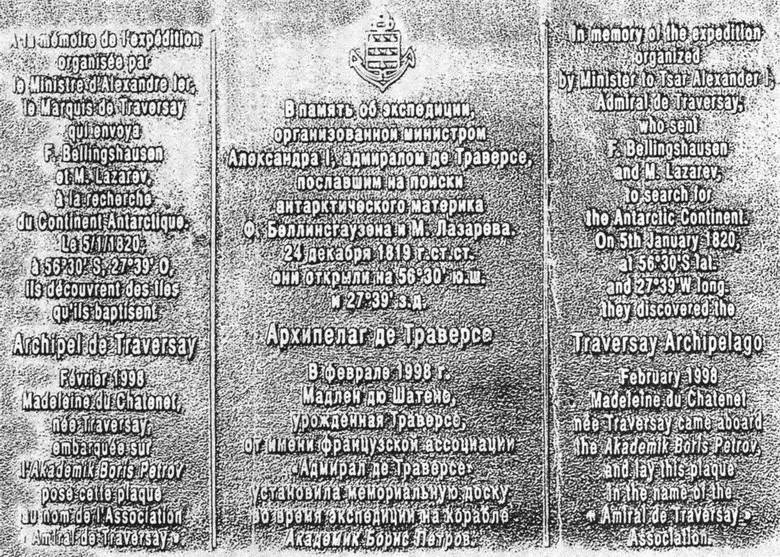 A la mémoire de l'expédition
organisée par
le Ministre d'Alexandre Ier,
le Marquis de Traversay
qui envoya
F. Bellingshausen
et M. Lazarev,
à la recherche
du Continent Antarctique.
Le 5/1/1820,
à 56°30' S, 27°39' O,
ils découvrent des îles
qu'ils baptisent
Archipel de Traversay
Février 1998
Madeleine du Chatenet,
née Traversay,
embarquée sur
l'Akademik Boris Petrov
pose cette plaque
au nom de l'Association
« Amiral de Traversay ».
В память об экспедиции,
организованной министром
Александра I, адмиралом де Траверсе,
пославшим на поиски
антарктического материка
Ф. Беллинсгаузена и М. Лазарева.
24 декабря 1819 г.ст.ст.
они открыли на 56°30' ю.ш.
и 27°39' з.д.
Архипелаг де Траверсе
В феврале 1998 г.
Мадлен дю Шатене,
урожденная Траверсе,
от имени французской ассоциации
«Адмирал де Траверсе»
установила мемориальную доску
во время экспедиции на корабле
Академик Борис Петров.
In memory of the expedition
organized
by Minister to Tsar Alexander I,
Admiral de Traversay,
who sent
F. Bellingshausen
and M. Lazarev,
to search for
the Antarctic Continent.
On 5th January 1820,
at 56°30'S lat.
and 27°39'W long.
they discovered the
Traversay Archipelago
February 1998
Madeleine du Chatenet
née Traversay came aboard
the Akademik Boris Petrov,
and lay this plaque
in the name of the
« Amiral de Traversay »
Association.